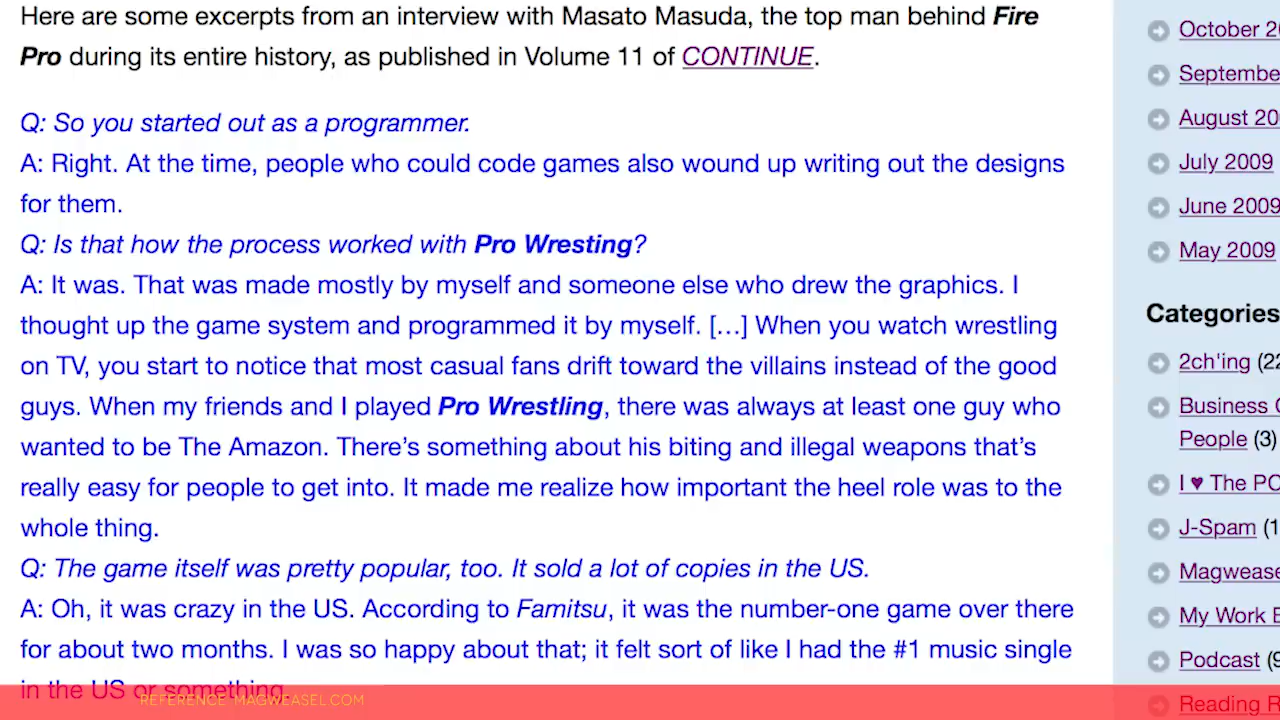 Here are some excerpts from an interview with Masato Masuda, the top man behind Fire
Pro during its entire history, as published in Volume 11 of CONTINUE.
Q: So you started out as a programmer.
A: Right. At the time, people who could code games also wound up writing out the designs
for them.
Q: Is that how the process worked with Pro Wresting?
A: It was. That was made mostly by myself and someone else who drew the graphics. I
thought up the game system and programmed it by myself. […] When you watch wrestling
on TV, you start to notice that most casual fans drift toward the villains instead of the good
guys. When my friends and I played Pro Wrestling, there was always at least one guy who
wanted to be The Amazon. There's something about his biting and illegal weapons that's
really easy for people to get into. It made me realize how important the heel role was to the
whole thing.
Q: The game itself was pretty popular, too. It sold a lot of copies in the US.
A: Oh, it was crazy in the US. According to Famitsu, it was the number-one game over there
for about two months. I was so happy about that; it felt sort of like I had the #1 music single
in the US or something.
REFERENCE-MAGWEASEL.COM
October 2
Septembe
August 20
July 2009
June 2009
May 2009
Categories
2ch'ing (22
Business
People (3)
I ♥ The PC
J-Spam (1
Magwease
My Work
Podcast (9
Reading R